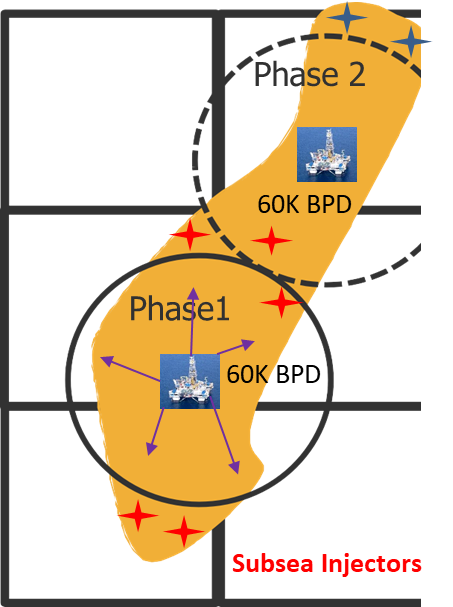 Phase 2
60K BPD
Phase1
60K BPD
Subsea Injectors